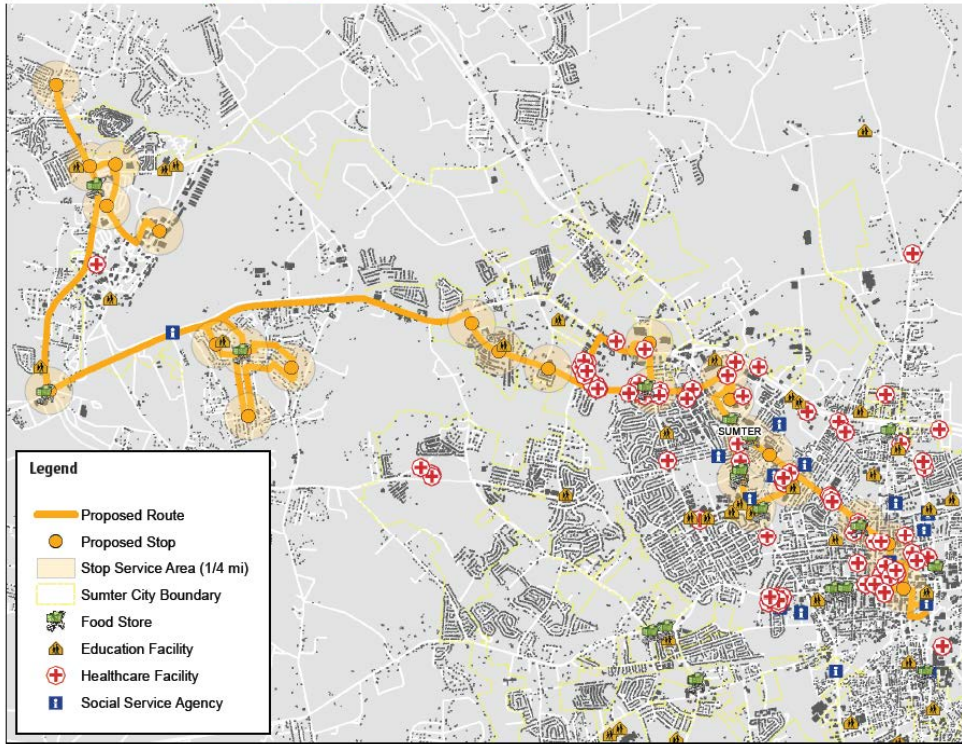 SUMTER
Legend
Proposed Route
Proposed Stop
Stop Service Area (1/4 mi)
Sumter City Boundary
Food Store
Education Facility
Healthcare Facility
Social Service Agency